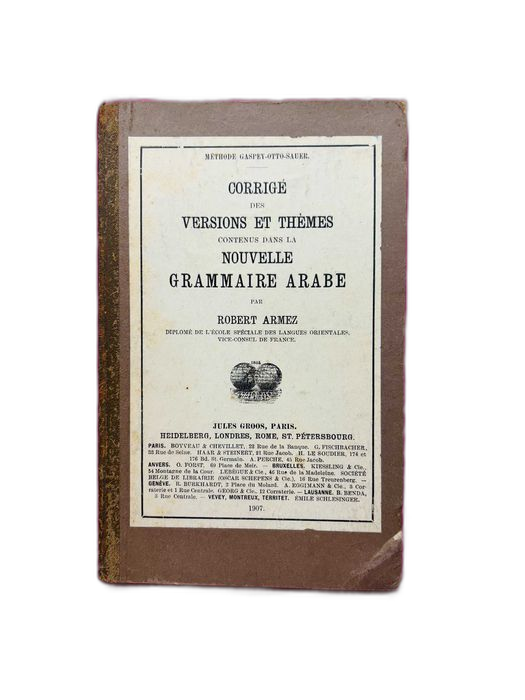 MÉTHODE GASPEY-OTTO-SAUER.
CORRIGÉ
DES
VERSIONS ET THÈMES
CONTENUS DANS LA
NOUVELLE
GRAMMAIRE ARABE
PAR
ROBERT ARMEZ
DIPLOMÉ DE L'ÉCOLE SPÉCIALE DES LANGUES ORIENTALES,
VICE-CONSUL DE FRANCE.
JULES GROOS, PARIS.
HEIDELBERG, LONDRES, ROME, ST. PÉTERSBOURG.
PARIS. BOYVEAU & CHEVILLET, 22 Rue de la Banque. G. FISCHBACHER,
33 Rue de Seine. HAAR & STEINERT, 21 Rue Jacob. H. LE SOUDIER, 174 et
176 Bd. St. Germain. A. PERCHE, 45 Rue Jacob.
ANVERS. O. FORST, 69 Place de Meir. — BRUXELLES. KIESSLING & Cie.,
54 Montagne de la Cour. LEBÈGUE & Cie., 46 Rue de la Madeleine. SOCIÉTÉ
BELGE DE LIBRAIRIE (OSCAR SCHEPENS & Cie.), 16 Rue Treurenberg. —
GENÈVE. R. BURKHARDT, 2 Place du Molard. A. EGGIMANN & Cie., 3 Cor-
raterie et 1 Rue Centrale. GEORG & Cie. 12 Corraterie. — LAUSANNE. B. BENDA,
3 Rue Centrale. — VEVEY, MONTREUX, TERRITET. ÉMILE SCHLESINGER.
1907.